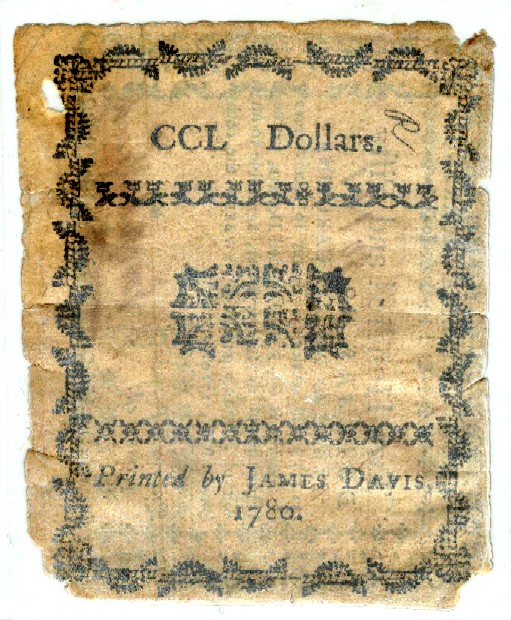 CCL Dollars.
Printed by JAMES DAVIS,
1780.